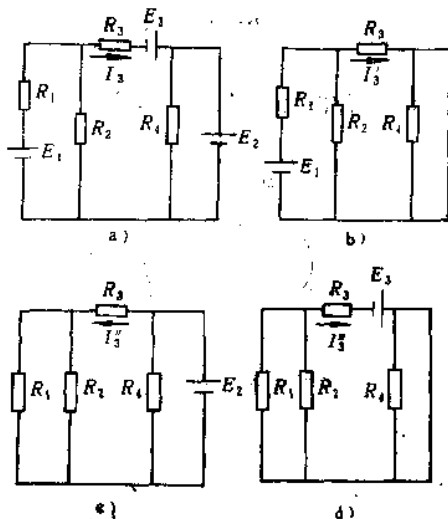 R₃ E₃
I₃
R₁ R₂ R₄ E₂
E₁
a)
R₃
I₃′
R₁ R₂ R₄
E₁
b)
R₃
I₃″
R₁ R₂ R₄ E₂
c)
E₃
R₃
I₃‴
R₁ R₂ R₄
d)